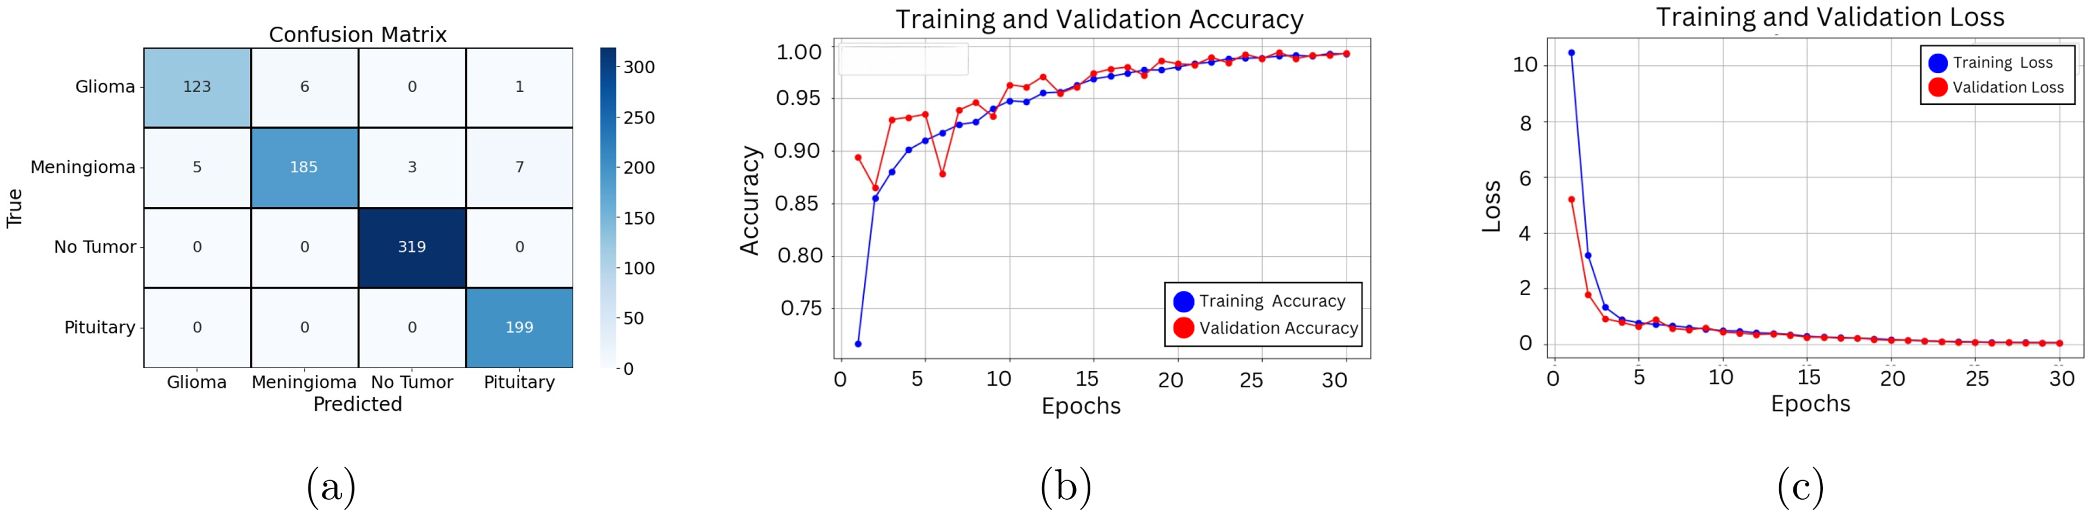 Confusion Matrix
Glioma 123 6 0 1
Meningioma 5 185 3 7
No Tumor 0 0 319 0
Pituitary 0 0 0 199
True
Glioma Meningioma No Tumor Pituitary
Predicted
300
250
200
150
100
50
0
(a)
Training and Validation Accuracy
1.00
0.95
0.90
0.85
0.80
0.75
Accuracy
Training Accuracy
Validation Accuracy
0 5 10 15 20 25 30
Epochs
(b)
Training and Validation Loss
10
8
6
4
2
0
Loss
Training Loss
Validation Loss
0 5 10 15 20 25 30
Epochs
(c)